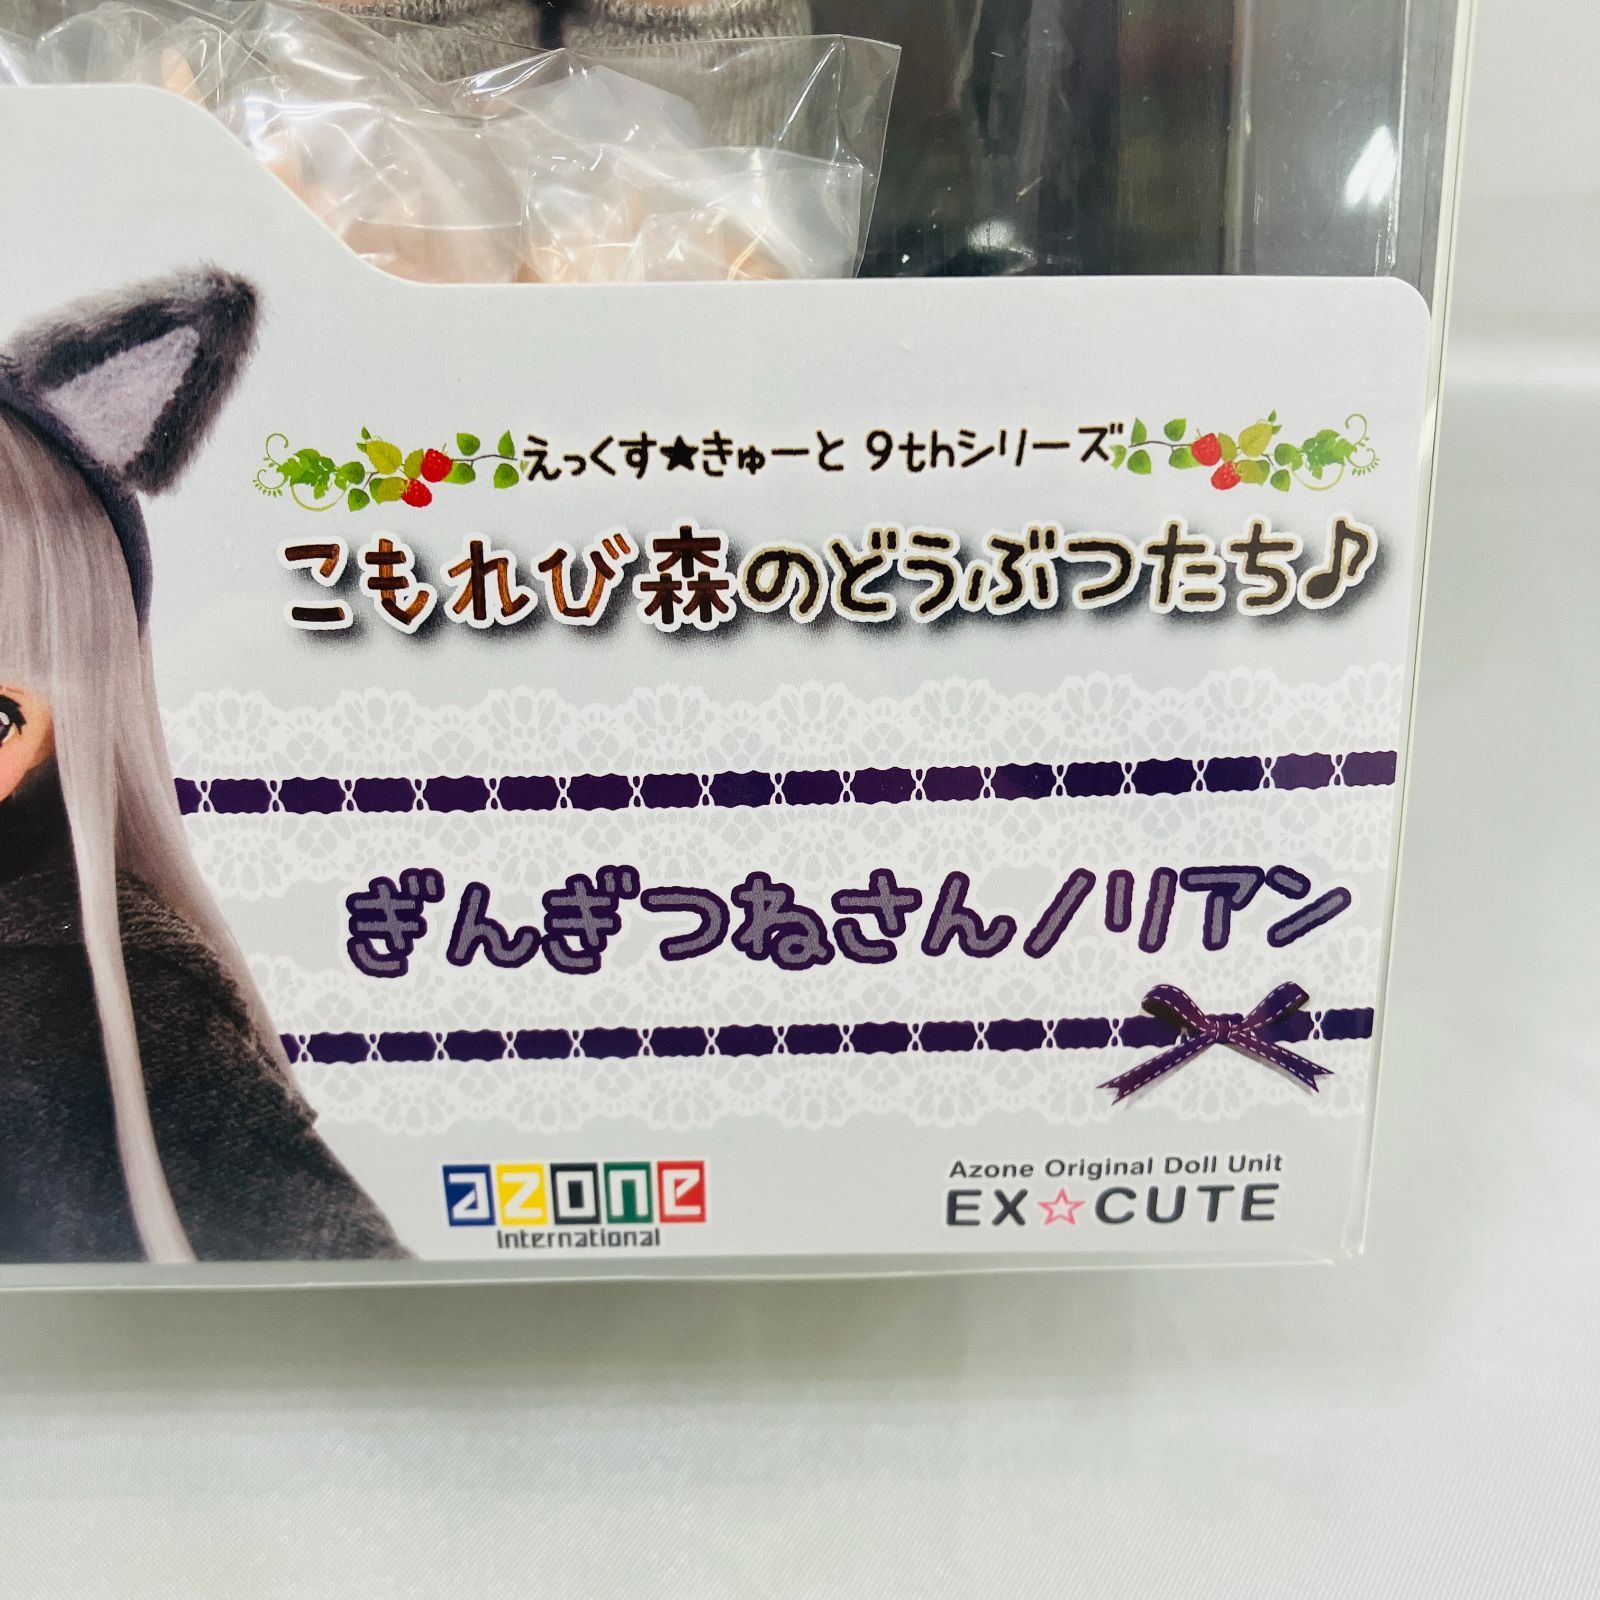 えっくす★きゅーと 9thシリーズ
こもれび森のどうぶつたち♪
ぎんぎつねさん/リアン
azone
international
Azone Original Doll Unit
EX☆CUTE